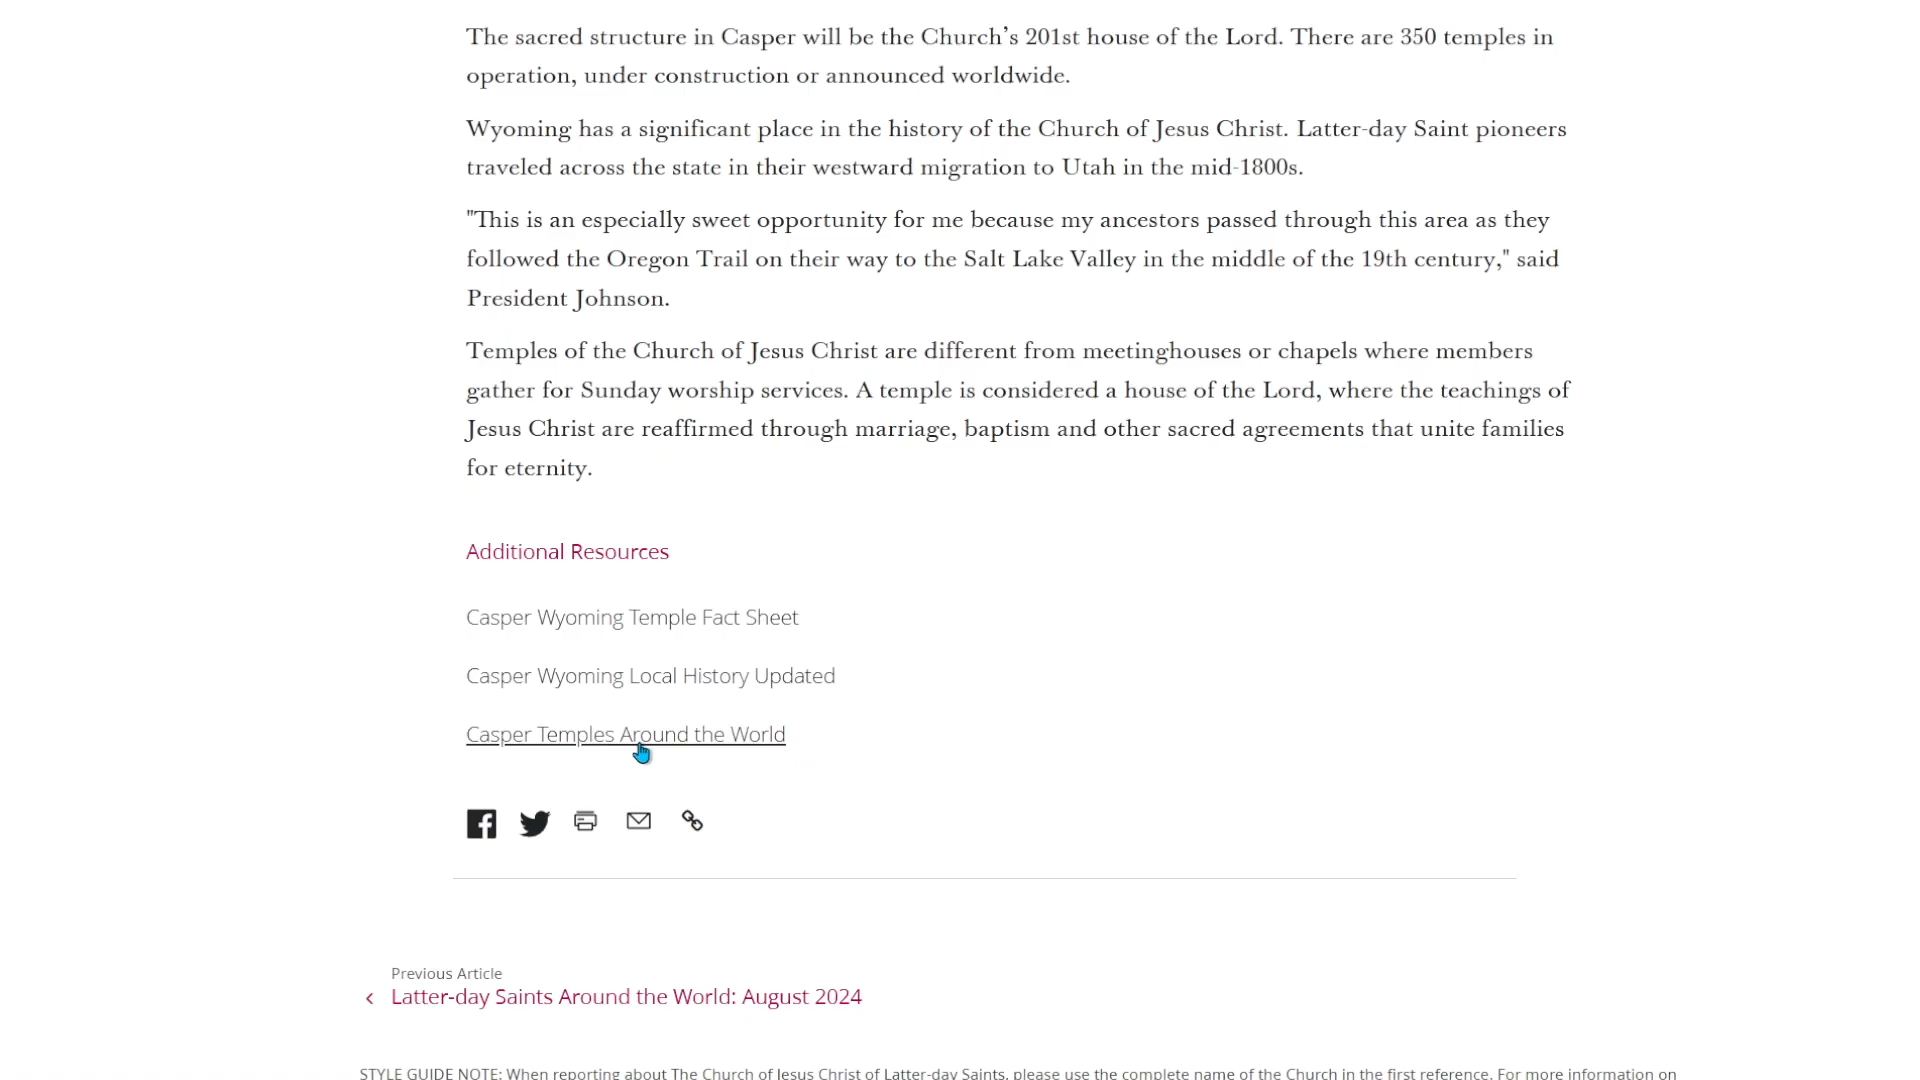 The sacred structure in Casper will be the Church’s 201st house of the Lord. There are 350 temples in
operation, under construction or announced worldwide.
Wyoming has a significant place in the history of the Church of Jesus Christ. Latter-day Saint pioneers
traveled across the state in their westward migration to Utah in the mid-1800s.
"This is an especially sweet opportunity for me because my ancestors passed through this area as they
followed the Oregon Trail on their way to the Salt Lake Valley in the middle of the 19th century," said
President Johnson.
Temples of the Church of Jesus Christ are different from meetinghouses or chapels where members
gather for Sunday worship services. A temple is considered a house of the Lord, where the teachings of
Jesus Christ are reaffirmed through marriage, baptism and other sacred agreements that unite families
for eternity.
Additional Resources
Casper Wyoming Temple Fact Sheet
Casper Wyoming Local History Updated
Casper Temples Around the World
Previous Article
Latter-day Saints Around the World: August 2024
STYLE GUIDE NOTE: When reporting about The Church of Jesus Christ of Latter-day Saints, please use the complete name of the Church in the first reference. For more information on